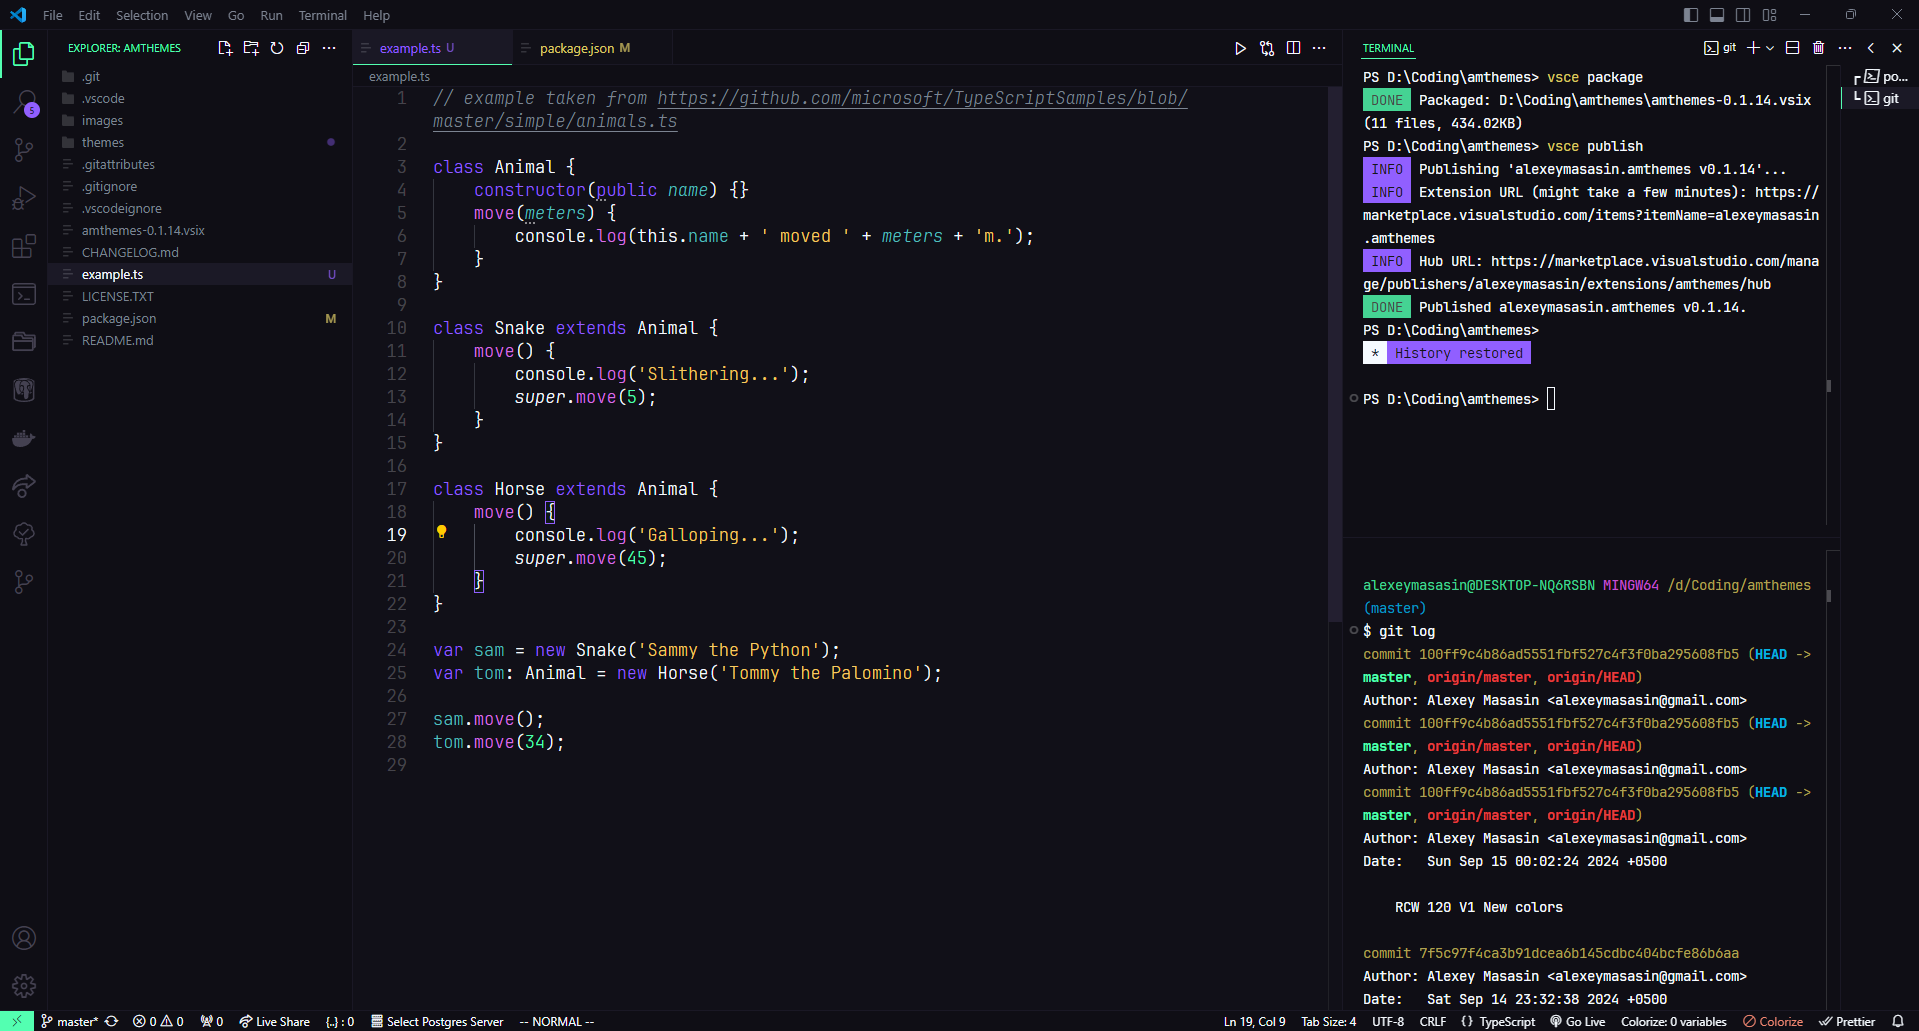 File Edit Selection View Go Run Terminal Help
EXPLORER: AMTHEMES
5
.git
.vscode
images
themes
.gitattributes
.gitignore
.vscodeignore
amthemes-0.1.14.vsix
CHANGELOG.md
example.ts U
LICENSE.TXT
package.json M
README.md
example.ts U package.json M
example.ts
1 // example taken from https://github.com/microsoft/TypeScriptSamples/blob/
master/simple/animals.ts
2
3 class Animal {
4     constructor(public name) {}
5     move(meters) {
6         console.log(this.name + ' moved ' + meters + 'm.');
7     }
8 }
9
10 class Snake extends Animal {
11     move() {
12         console.log('Slithering...');
13         super.move(5);
14     }
15 }
16
17 class Horse extends Animal {
18     move() {
19         console.log('Galloping...');
20         super.move(45);
21     }
22 }
23
24 var sam = new Snake('Sammy the Python');
25 var tom: Animal = new Horse('Tommy the Palomino');
26
27 sam.move();
28 tom.move(34);
29
TERMINAL
git
po...
git
PS D:\Coding\amthemes> vsce package
DONE Packaged: D:\Coding\amthemes\amthemes-0.1.14.vsix
(11 files, 434.02KB)
PS D:\Coding\amthemes> vsce publish
INFO Publishing 'alexeymasasin.amthemes v0.1.14'...
INFO Extension URL (might take a few minutes): https://
marketplace.visualstudio.com/items?itemName=alexeymasasin
.amthemes
INFO Hub URL: https://marketplace.visualstudio.com/mana
ge/publishers/alexeymasasin/extensions/amthemes/hub
DONE Published alexeymasasin.amthemes v0.1.14.
PS D:\Coding\amthemes>
* History restored
PS D:\Coding\amthemes>
alexeymasasin@DESKTOP-NQ6RSBN MINGW64 /d/Coding/amthemes
(master)
$ git log
commit 100ff9c4b86ad5551fbf527c4f3f0ba295608fb5 (HEAD ->
master, origin/master, origin/HEAD)
Author: Alexey Masasin <alexeymasasin@gmail.com>
commit 100ff9c4b86ad5551fbf527c4f3f0ba295608fb5 (HEAD ->
master, origin/master, origin/HEAD)
Author: Alexey Masasin <alexeymasasin@gmail.com>
commit 100ff9c4b86ad5551fbf527c4f3f0ba295608fb5 (HEAD ->
master, origin/master, origin/HEAD)
Author: Alexey Masasin <alexeymasasin@gmail.com>
Date:   Sun Sep 15 00:02:24 2024 +0500
RCW 120 V1 New colors
commit 7f5c97f4ca3b91dcea6b145cdbc404bcfe86b6aa
Author: Alexey Masasin <alexeymasasin@gmail.com>
Date:   Sat Sep 14 23:32:38 2024 +0500
master* 0 0 0 Live Share {..} : 0 Select Postgres Server -- NORMAL -- Ln 19, Col 9 Tab Size: 4 UTF-8 CRLF {} TypeScript Go Live Colorize: 0 variables Colorize Prettier